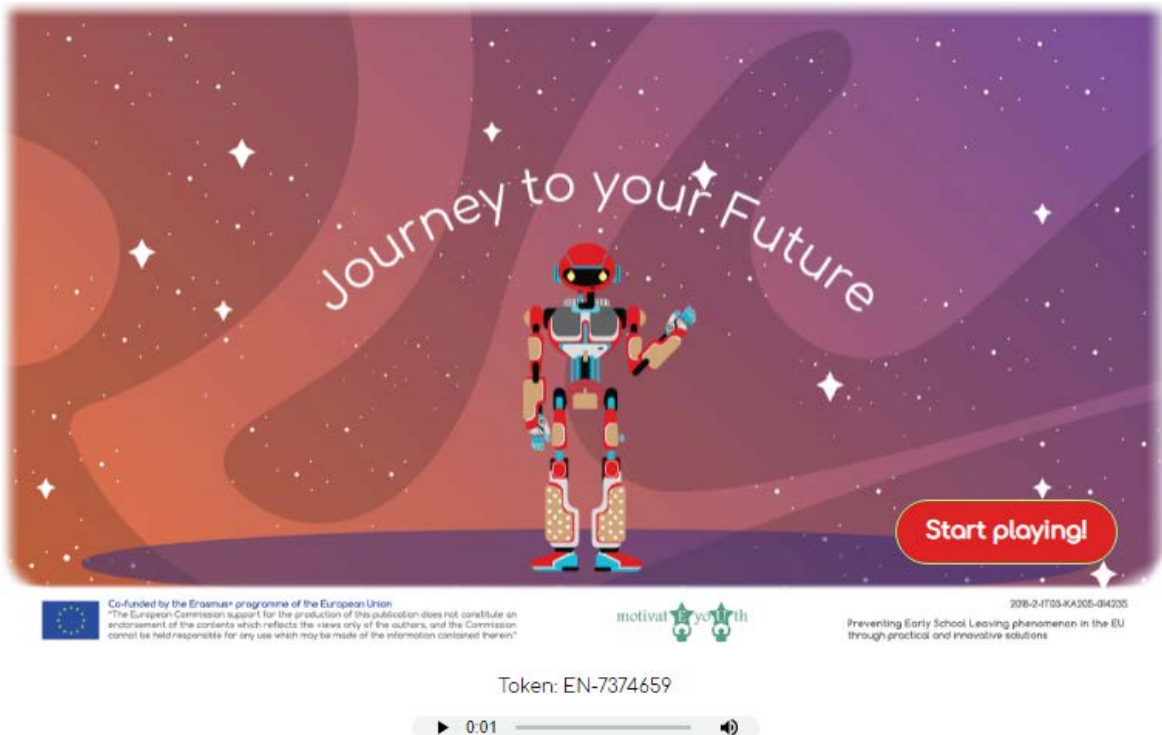 Journey to your Future
Start playing!
Co-funded by the Erasmus+ programme of the European Union
"The European Commission support for the production of this publication does not constitute an
endorsement of the contents which reflects the views only of the authors, and the Commission
cannot be held responsible for any use which may be made of the information contained therein."
motivatEyoUth
2018-2-IT03-KA205-014235
Preventing Early School Leaving phenomenon in the EU
through practical and innovative solutions
Token: EN-7374659
0:01